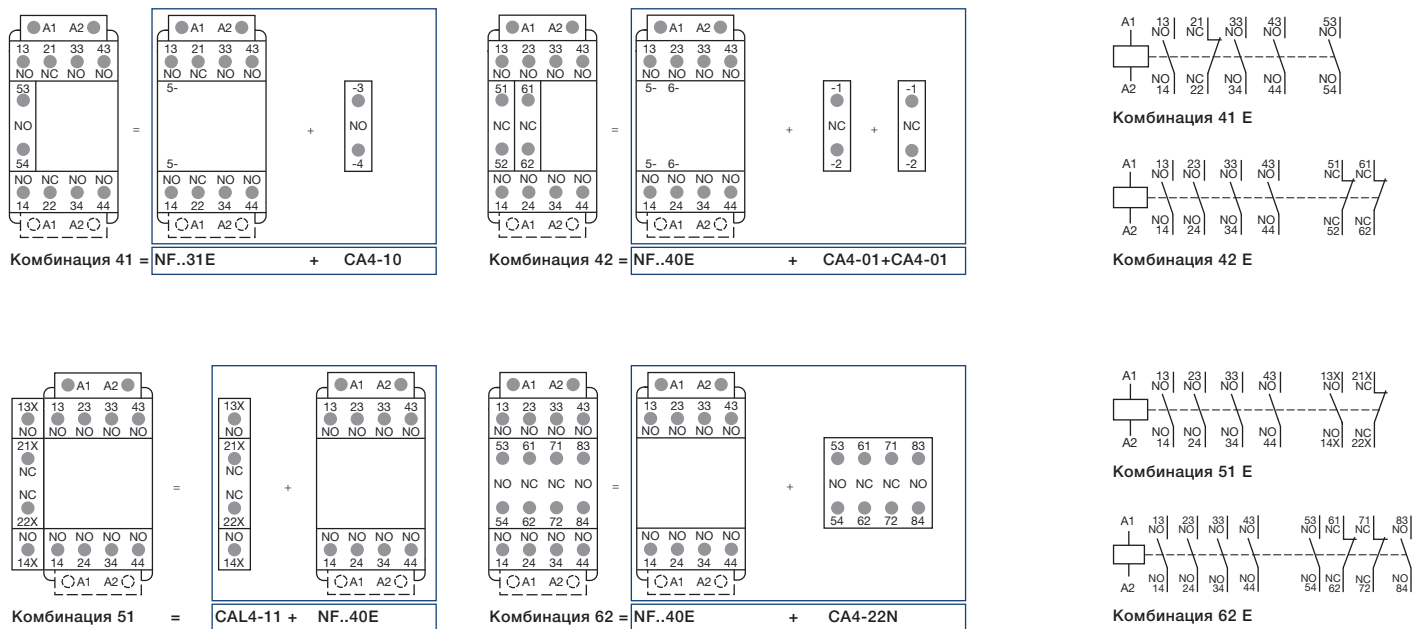 A1 A2
13 21 33 43
NO NC NO NO
53
NO
54
NO NC NO NO
14 22 34 44
A1 A2
=
A1 A2
13 21 33 43
NO NC NO NO
5-
5-
NO NC NO NO
14 22 34 44
A1 A2
+
-3
NO
-4
Комбинация 41 = NF..31E + CA4-10
A1 A2
13 23 33 43
NO NO NO NO
51 61
NC NC
52 62
NO NO NO NO
14 24 34 44
A1 A2
=
A1 A2
13 23 33 43
NO NO NO NO
5- 6-
5- 6-
NO NO NO NO
14 24 34 44
A1 A2
+
-1
NC
-2
+
-1
NC
-2
Комбинация 42 = NF..40E + CA4-01+CA4-01
A1 13 21 33 43 53
NO NC NO NO NO
NO NC NO NO NO
A2 14 22 34 44 54
Комбинация 41 E
A1 13 23 33 43 51 61
NO NO NO NO NC NC
NO NO NO NO NC NC
A2 14 24 34 44 52 62
Комбинация 42 E
A1 A2
13X 13 23 33 43
NO NO NO NO NO
21X
NC
NC
22X
NO NO NO NO NO
14X 14 24 34 44
A1 A2
=
13X
NO
21X
NC
NC
22X
NO
14X
+
A1 A2
13 23 33 43
NO NO NO NO
NO NO NO NO
14 24 34 44
A1 A2
Комбинация 51 = CAL4-11 + NF..40E
A1 A2
13 23 33 43
NO NO NO NO
53 61 71 83
NO NC NC NO
54 62 72 84
NO NO NO NO
14 24 34 44
A1 A2
=
A1 A2
13 23 33 43
NO NO NO NO
NO NO NO NO
14 24 34 44
A1 A2
+
53 61 71 83
NO NC NC NO
54 62 72 84
Комбинация 62 = NF..40E + CA4-22N
A1 13 23 33 43 13X 21X
NO NO NO NO NO NC
NO NO NO NO NO NC
A2 14 24 34 44 14X 22X
Комбинация 51 E
A1 13 23 33 43 53 61 71 83
NO NO NO NO NO NC NC NO
NO NO NO NO NO NC NC NO
A2 14 24 34 44 54 62 72 84
Комбинация 62 E